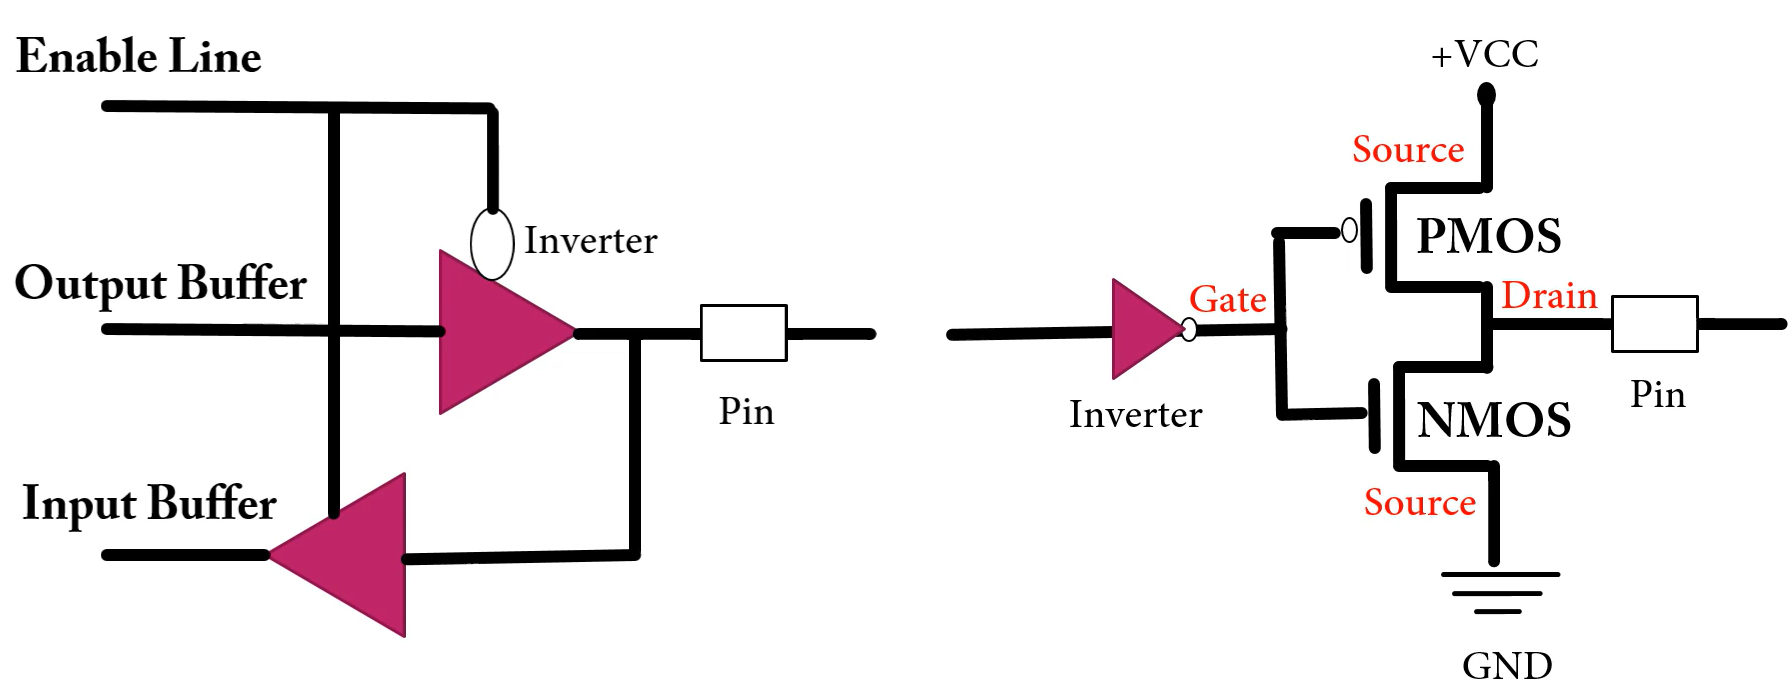 Enable Line
Inverter
Output Buffer
Pin
Input Buffer
+VCC
Source
PMOS
Gate
Drain
Inverter
Pin
NMOS
Source
GND